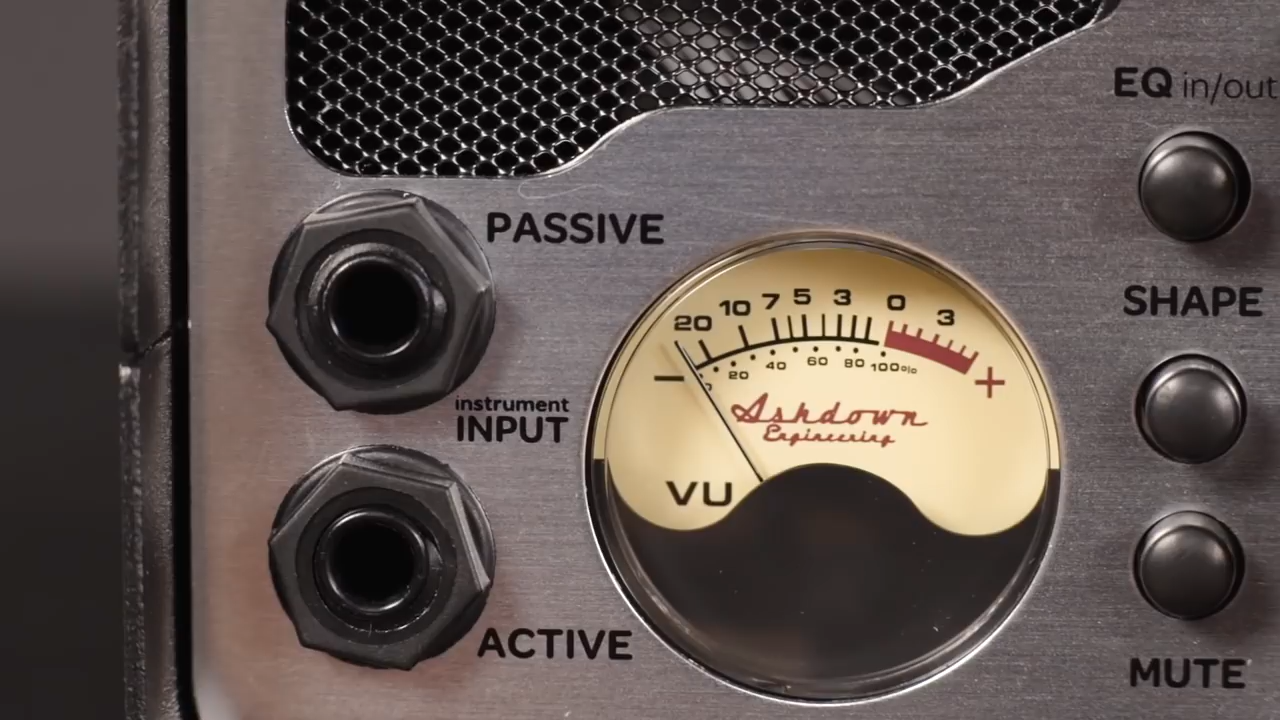 EQ in/out
PASSIVE
SHAPE
20 10 7 5 3 0 3
− 0 20 40 60 80 100% +
instrument
INPUT
Ashdown
Engineering
VU
ACTIVE
MUTE